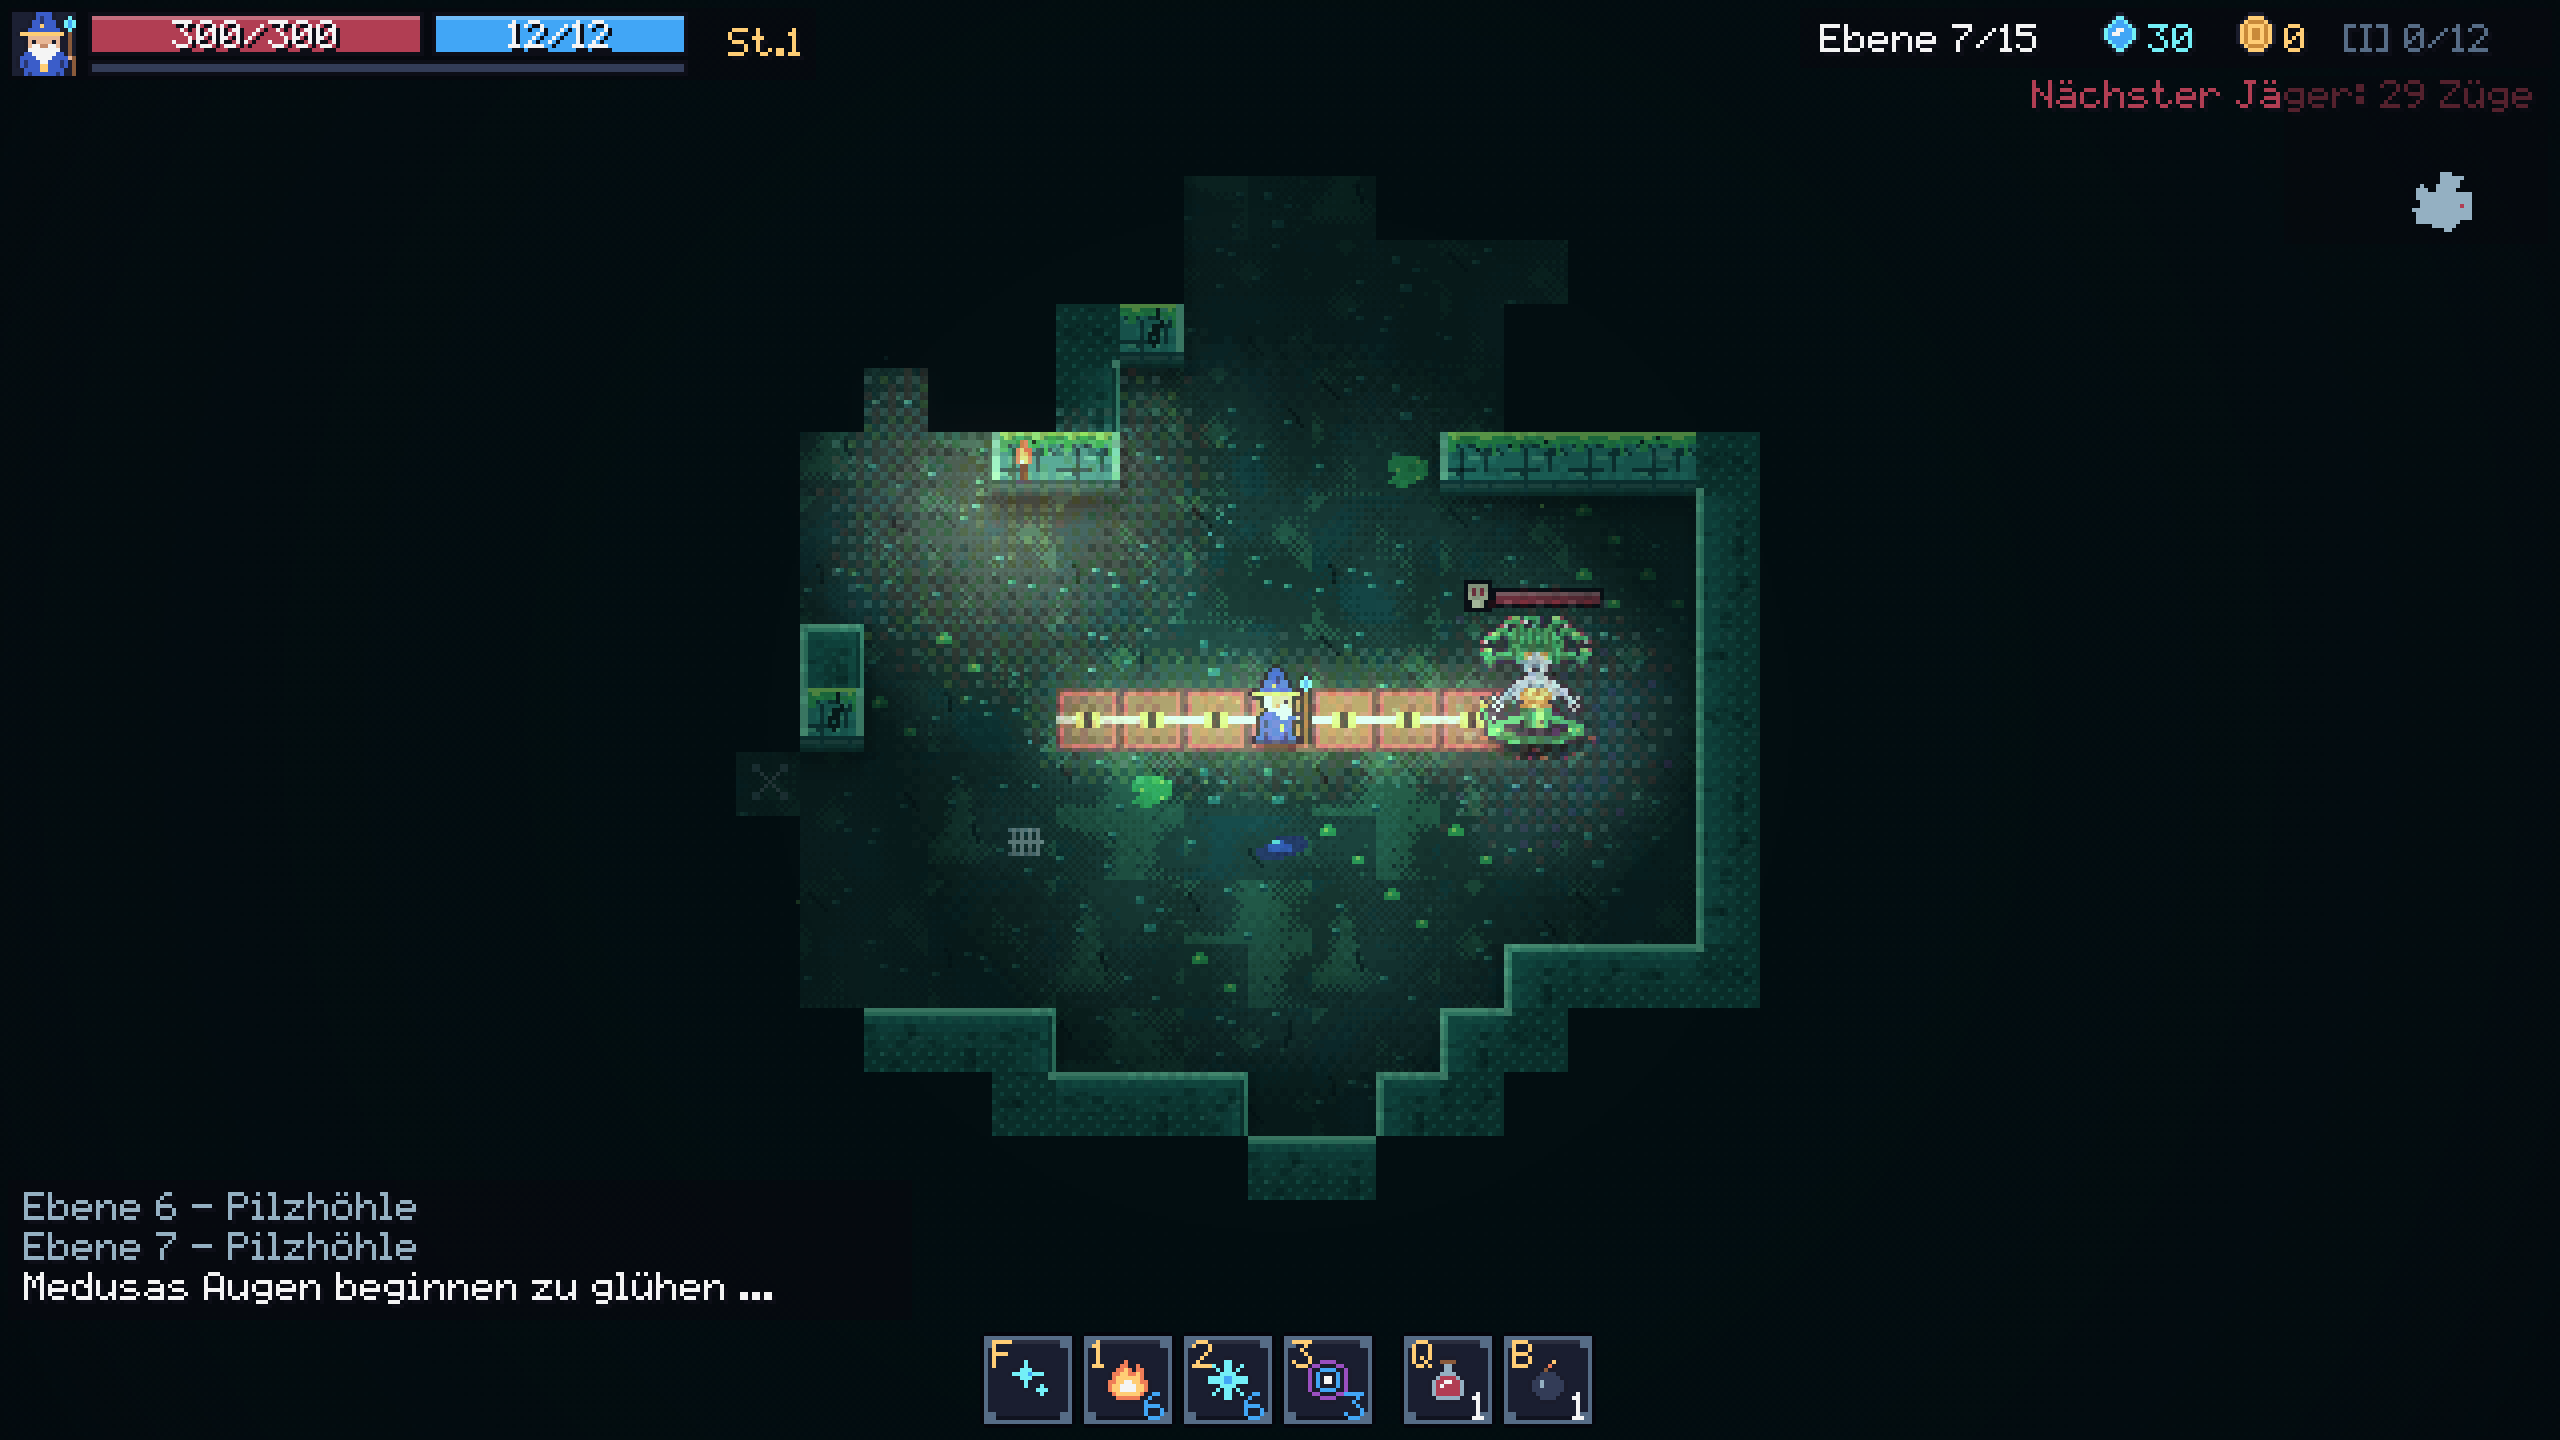 300/300 12/12 St.1 Ebene 7/15 30 0 [I] 0/12
Nächster Jäger: 29 Züge
Ebene 6 - Pilzhöhle
Ebene 7 - Pilzhöhle
Medusas Augen beginnen zu glühen ...
F 1 6 2 6 3 3 Q 1 B 1